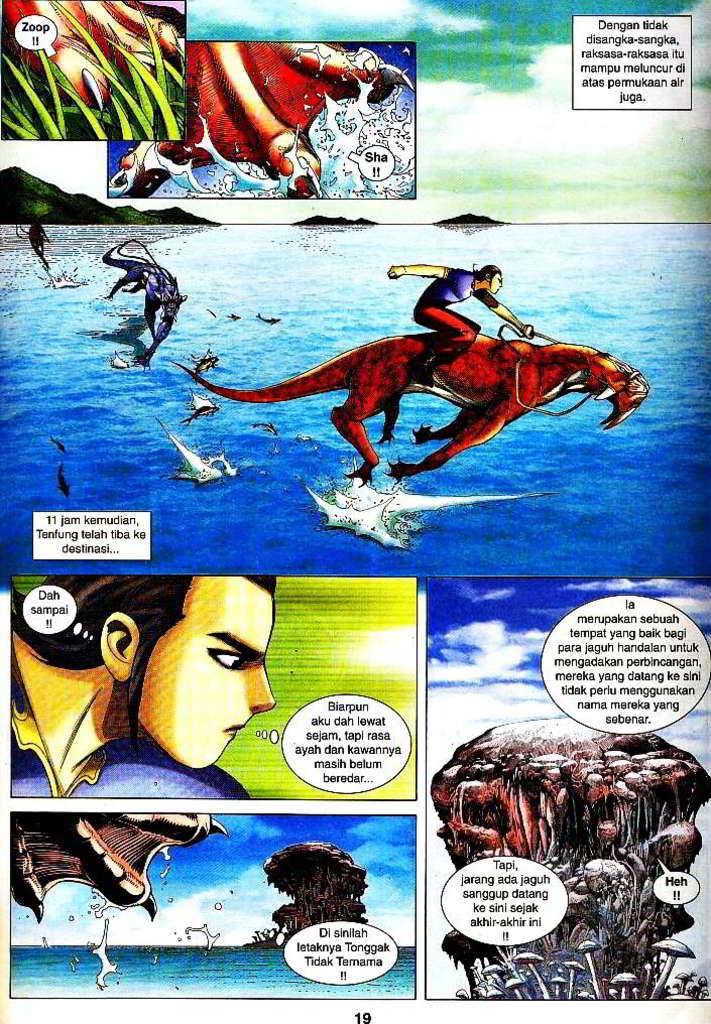 Zoop
!!
Dengan tidak
disangka-sangka,
raksasa-raksasa itu
mampu meluncur di
atas permukaan air
juga.
Sha
!!
11 jam kemudian,
Tenfung telah tiba ke
destinasi...
Dah
sampai
!!
Biarpun
aku dah lewat
sejam, tapi rasa
ayah dan kawannya
masih belum
beredar...
Ia
merupakan sebuah
tempat yang baik bagi
para jaguh handalan untuk
mengadakan perbincangan,
mereka yang datang ke sini
tidak perlu menggunakan
nama mereka yang
sebenar.
Di sinilah
letaknya Tonggak
Tidak Ternama
!!
Tapi,
jarang ada jaguh
sanggup datang
ke sini sejak
akhir-akhir ini
!!
Heh
!!
19